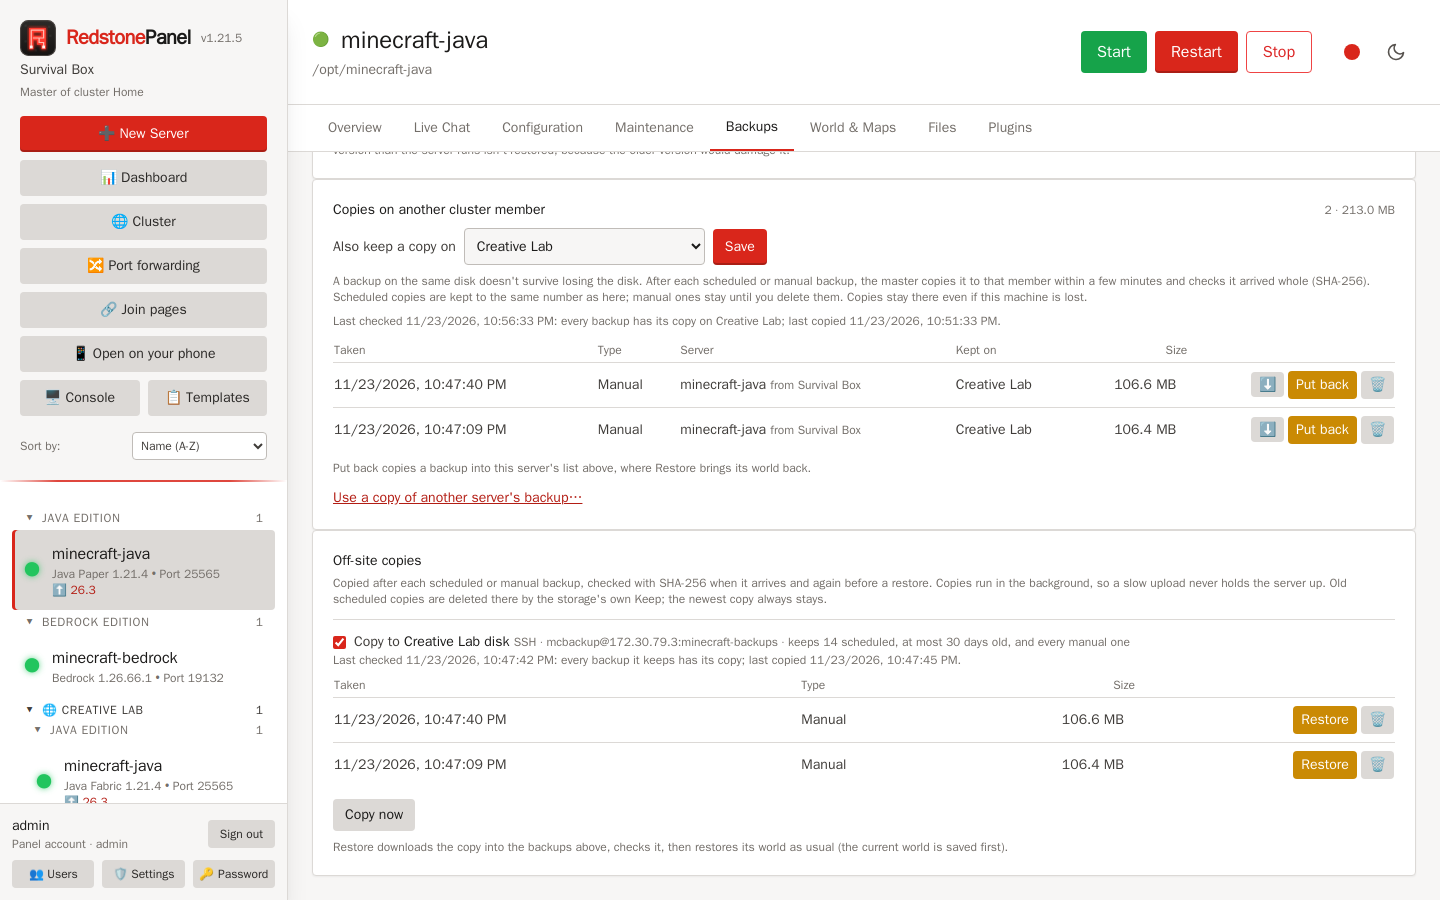 RedstonePanel v1.21.5
Survival Box
Master of cluster Home
➕ New Server
📊 Dashboard
🌐 Cluster
🔀 Port forwarding
🔗 Join pages
📱 Open on your phone
🖥️ Console
📋 Templates
Sort by:
Name (A-Z)
▼ JAVA EDITION 1
minecraft-java
Java Paper 1.21.4 • Port 25565
⬆️ 26.3
▼ BEDROCK EDITION 1
minecraft-bedrock
Bedrock 1.26.66.1 • Port 19132
▼ 🌐 CREATIVE LAB 1
▼ JAVA EDITION 1
minecraft-java
Java Fabric 1.21.4 • Port 25565
⬆️ 26.3
admin
Panel account · admin
Sign out
👥 Users
🛡️ Settings
🔑 Password
minecraft-java
/opt/minecraft-java
Start
Restart
Stop
Overview
Live Chat
Configuration
Maintenance
Backups
World & Maps
Files
Plugins
version than the server runs isn't restored, because the older version would damage it.
Copies on another cluster member
2 · 213.0 MB
Also keep a copy on
Creative Lab
Save
A backup on the same disk doesn't survive losing the disk. After each scheduled or manual backup, the master copies it to that member within a few minutes and checks it arrived whole (SHA-256).
Scheduled copies are kept to the same number as here; manual ones stay until you delete them. Copies stay there even if this machine is lost.
Last checked 11/23/2026, 10:56:33 PM: every backup has its copy on Creative Lab; last copied 11/23/2026, 10:51:33 PM.
Taken Type Server Kept on Size
11/23/2026, 10:47:40 PM Manual minecraft-java from Survival Box Creative Lab 106.6 MB ⬇️ Put back 🗑️
11/23/2026, 10:47:09 PM Manual minecraft-java from Survival Box Creative Lab 106.4 MB ⬇️ Put back 🗑️
Put back copies a backup into this server's list above, where Restore brings its world back.
Use a copy of another server's backup…
Off-site copies
Copied after each scheduled or manual backup, checked with SHA-256 when it arrives and again before a restore. Copies run in the background, so a slow upload never holds the server up. Old
scheduled copies are deleted there by the storage's own Keep; the newest copy always stays.
Copy to Creative Lab disk SSH · mcbackup@172.30.79.3:minecraft-backups · keeps 14 scheduled, at most 30 days old, and every manual one
Last checked 11/23/2026, 10:47:42 PM: every backup it keeps has its copy; last copied 11/23/2026, 10:47:45 PM.
Taken Type Size
11/23/2026, 10:47:40 PM Manual 106.6 MB Restore 🗑️
11/23/2026, 10:47:09 PM Manual 106.4 MB Restore 🗑️
Copy now
Restore downloads the copy into the backups above, checks it, then restores its world as usual (the current world is saved first).